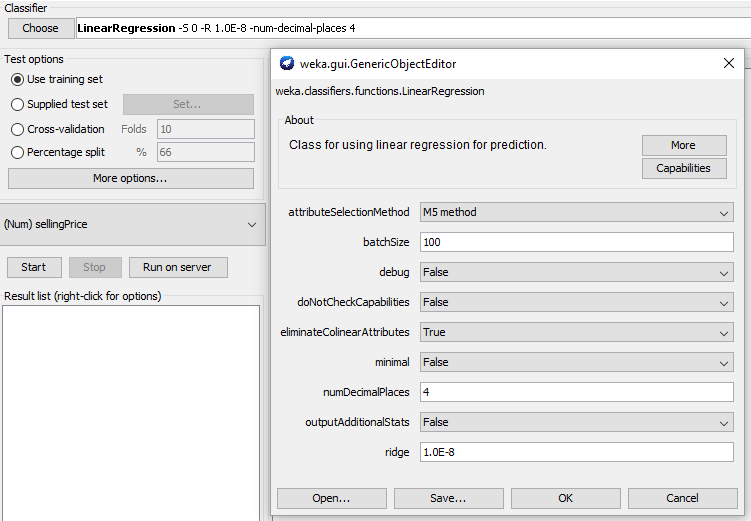 Classifier
Choose LinearRegression -S 0 -R 1.0E-8 -num-decimal-places 4
Test options
Use training set
Supplied test set Set...
Cross-validation Folds 10
Percentage split % 66
More options...
(Num) sellingPrice
Start Stop Run on server
Result list (right-click for options)
weka.gui.GenericObjectEditor
weka.classifiers.functions.LinearRegression
About
Class for using linear regression for prediction.
More
Capabilities
attributeSelectionMethod M5 method
batchSize 100
debug False
doNotCheckCapabilities False
eliminateColinearAttributes True
minimal False
numDecimalPlaces 4
outputAdditionalStats False
ridge 1.0E-8
Open... Save... OK Cancel